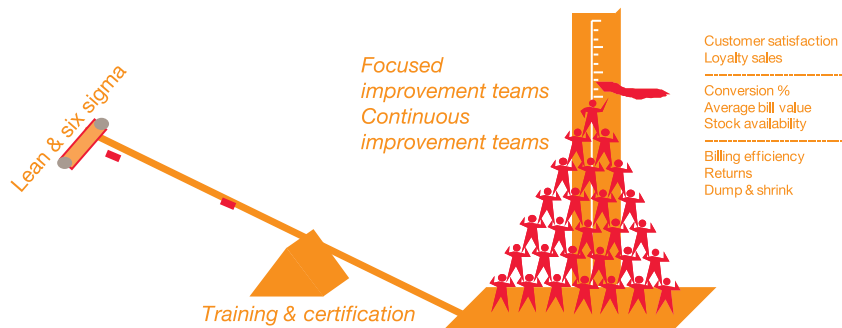 Lean & six sigma
Focused
improvement teams
Continuous
improvement teams
Training & certification
Customer satisfaction
Loyalty sales
Conversion %
Average bill value
Stock availability
Billing efficiency
Returns
Dump & shrink